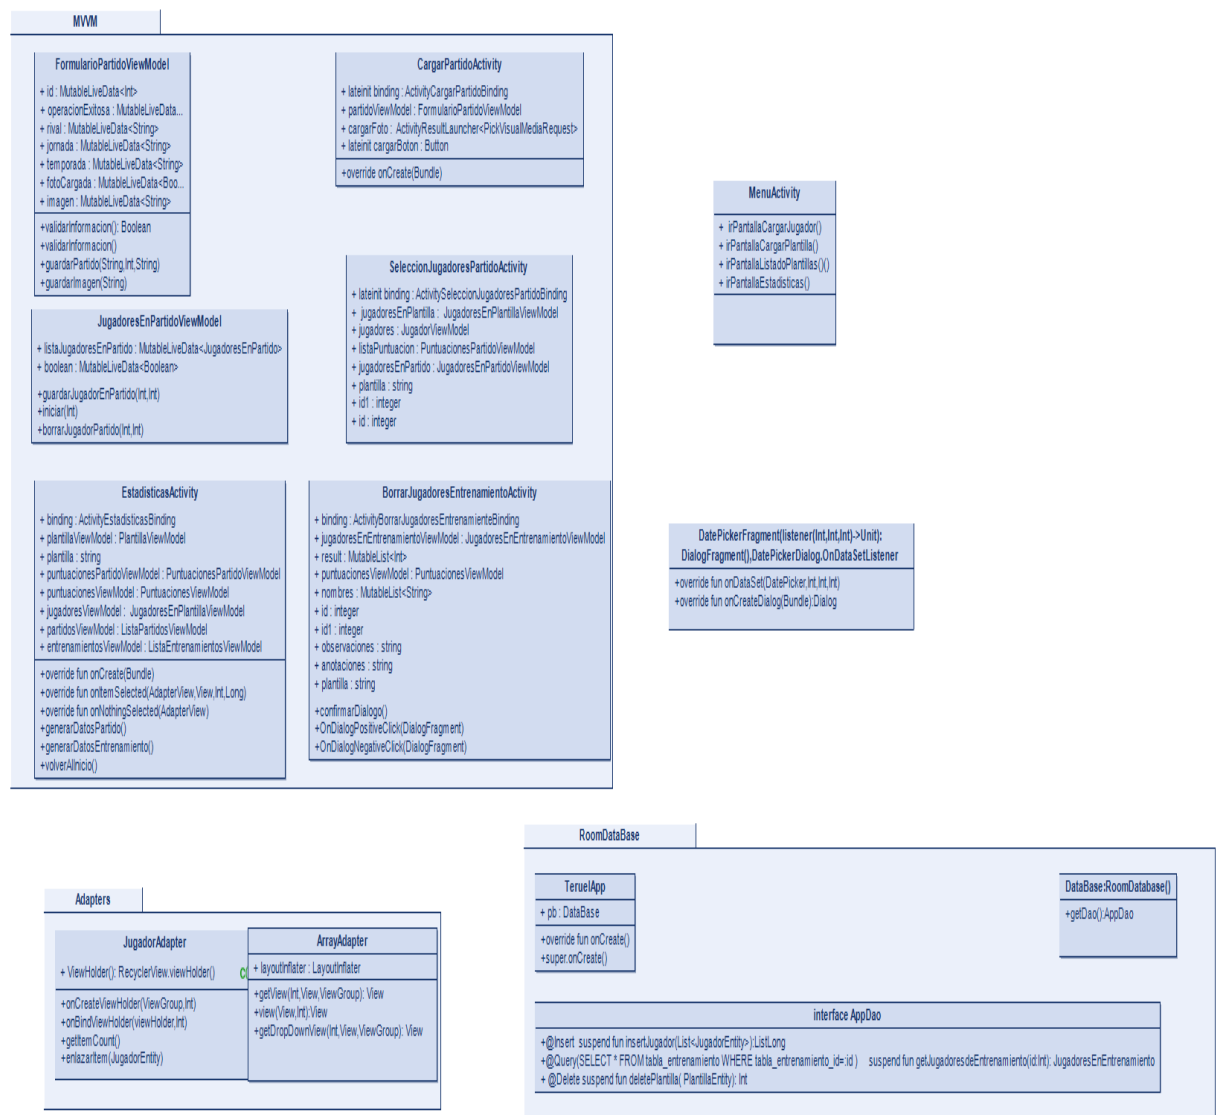 MVVM
FormularioPartidoViewModel
+ id : MutableLiveData<Int>
+ operacionExitosa : MutableLiveData...
+ rival : MutableLiveData<String>
+ jornada : MutableLiveData<String>
+ temporada : MutableLiveData<String>
+ fotoCargada : MutableLiveData<Boo...
+ imagen : MutableLiveData<String>
+validarInformacion(): Boolean
+validarInformacion()
+guardarPartido(String,Int,String)
+guardarImagen(String)
CargarPartidoActivity
+ lateinit binding : ActivityCargarPartidoBinding
+ partidoViewModel : FormularioPartidoViewModel
+ cargarFoto : ActivityResultLauncher<PickVisualMediaRequest>
+ lateinit cargarBoton : Button
+override onCreate(Bundle)
MenuActivity
+ irPantallaCargarJugador()
+ irPantallaCargarPlantilla()
+ irPantallaListadoPlantillas()()
+ irPantallaEstadisticas()
SeleccionJugadoresPartidoActivity
+ lateinit binding : ActivitySeleccionJugadoresPartidoBinding
+ jugadoresEnPlantilla : JugadoresEnPlantillaViewModel
+ jugadores : JugadorViewModel
+ listaPuntuacion : PuntuacionesPartidoViewModel
+ jugadoresEnPartido : JugadoresEnPartidoViewModel
+ plantilla : string
+ id1 : integer
+ id : integer
JugadoresEnPartidoViewModel
+ listaJugadoresEnPartido : MutableLiveData<JugadoresEnPartido>
+ boolean : MutableLiveData<Boolean>
+guardarJugadorEnPartido(Int,Int)
+iniciar(Int)
+borrarJugadorPartido(Int,Int)
EstadisticasActivity
+ binding : ActivityEstadisticasBinding
+ plantillaViewModel : PlantillaViewModel
+ plantilla : string
+ puntuacionesPartidoViewModel : PuntuacionesPartidoViewModel
+ puntuacionesViewModel : PuntuacionesViewModel
+ jugadoresViewModel : JugadoresEnPlantillaViewModel
+ partidosViewModel : ListaPartidosViewModel
+ entrenamientosViewModel : ListaEntrenamientosViewModel
+override fun onCreate(Bundle)
+override fun onItemSelected(AdapterView,View,Int,Long)
+override fun onNothingSelected(AdapterView)
+generarDatosPartido()
+generarDatosEntrenamiento()
+volverAlInicio()
BorrarJugadoresEntrenamientoActivity
+ binding : ActivityBorrarJugadoresEntrenamienteBinding
+ jugadoresEnEntrenamientoViewModel : JugadoresEnEntrenamientoViewModel
+ result : MutableList<Int>
+ puntuacionesViewModel : PuntuacionesViewModel
+ nombres : MutableList<String>
+ id : integer
+ id1 : integer
+ observaciones : string
+ anotaciones : string
+ plantilla : string
+confirmarDialogo()
+OnDialogPositiveClick(DialogFragment)
+OnDialogNegativeClick(DialogFragment)
DatePickerFragment(listener(Int,Int,Int)->Unit):
DialogFragment(),DatePickerDialog.OnDataSetListener
+override fun onDataSet(DatePicker,Int,Int,Int)
+override fun onCreateDialog(Bundle):Dialog
Adapters
JugadorAdapter
+ ViewHolder(): RecyclerView.viewHolder()
+onCreateViewHolder(ViewGroup,Int)
+onBindViewHolder(viewHolder,Int)
+getItemCount()
+enlazarItem(JugadorEntity)
ArrayAdapter
+ layoutInflater : LayoutInflater
+getView(Int,View,ViewGroup): View
+view(View,Int):View
+getDropDownView(Int,View,ViewGroup): View
RoomDataBase
TeruelApp
+ pb : DataBase
+override fun onCreate()
+super.onCreate()
DataBase:RoomDatabase()
+getDao():AppDao
interface AppDao
+@Insert suspend fun insertJugador(List<JugadorEntity>):ListLong
+@Query(SELECT * FROM tabla_entrenamiento WHERE tabla_entrenamiento_id=:id ) suspend fun getJugadoresdeEntrenamiento(id:Int): JugadoresEnEntrenamiento
+ @Delete suspend fun deletePlantilla( PlantillaEntity): Int